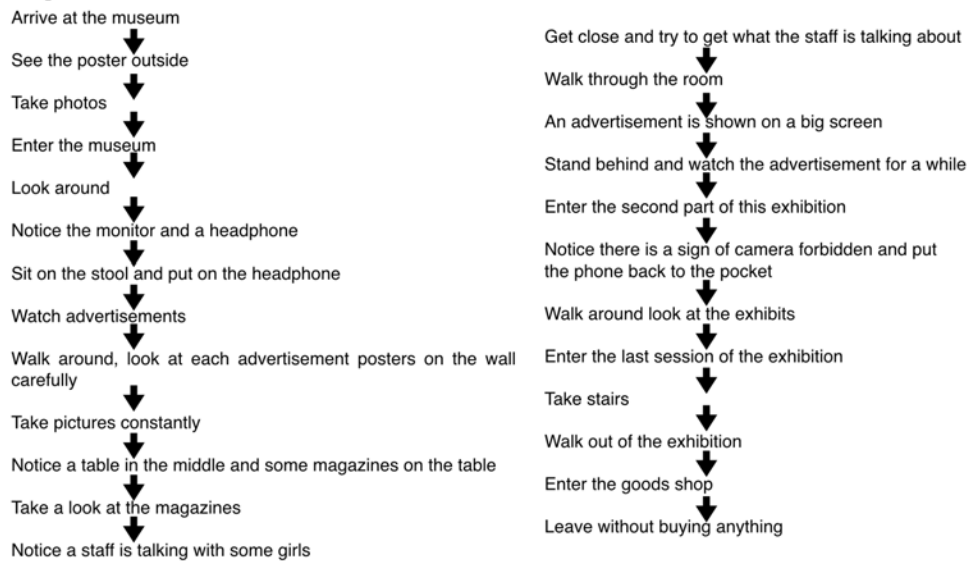 Arrive at the museum
See the poster outside
Take photos
Enter the museum
Look around
Notice the monitor and a headphone
Sit on the stool and put on the headphone
Watch advertisements
Walk around, look at each advertisement posters on the wall
carefully
Take pictures constantly
Notice a table in the middle and some magazines on the table
Take a look at the magazines
Notice a staff is talking with some girls
Get close and try to get what the staff is talking about
Walk through the room
An advertisement is shown on a big screen
Stand behind and watch the advertisement for a while
Enter the second part of this exhibition
Notice there is a sign of camera forbidden and put
the phone back to the pocket
Walk around look at the exhibits
Enter the last session of the exhibition
Take stairs
Walk out of the exhibition
Enter the goods shop
Leave without buying anything